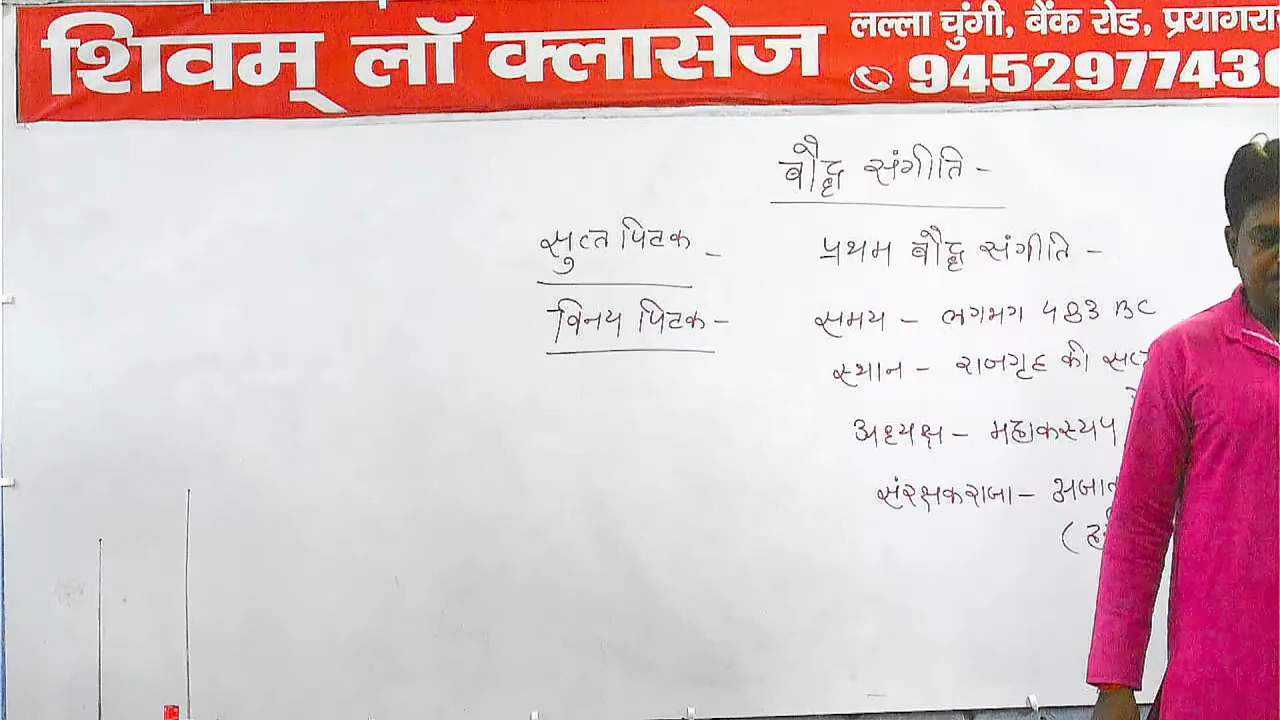 शिवम् लॉ क्लासेज
लल्ला चुंगी, बैंक रोड, प्रयागरा
945297743
बौद्ध संगीति -
सुत्त पिटक -
प्रथम बौद्ध संगीति -
विनय पिटक -
समय - लगभग 483 BC
स्थान - राजगृह की
अध्यक्ष - महाकस्यप
संरक्षक राजा - अजात